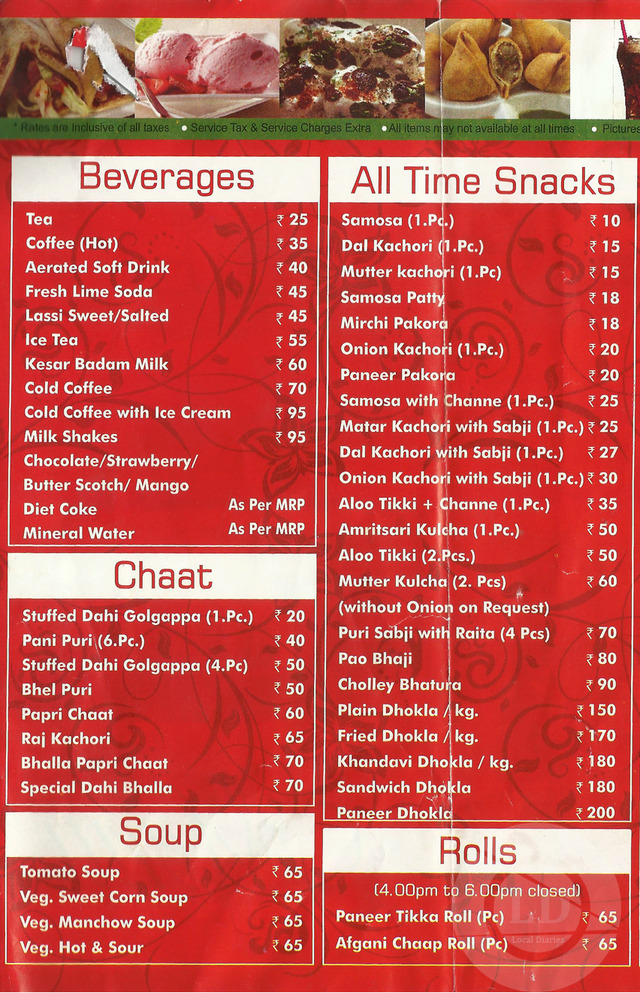 * Rates are Inclusive of all taxes • Service Tax & Service Charges Extra • All items may not available at all times • Pictures
Beverages
Tea ₹ 25
Coffee (Hot) ₹ 35
Aerated Soft Drink ₹ 40
Fresh Lime Soda ₹ 45
Lassi Sweet/Salted ₹ 45
Ice Tea ₹ 55
Kesar Badam Milk ₹ 60
Cold Coffee ₹ 70
Cold Coffee with Ice Cream ₹ 95
Milk Shakes ₹ 95
Chocolate/Strawberry/
Butter Scotch/ Mango
Diet Coke As Per MRP
Mineral Water As Per MRP
Chaat
Stuffed Dahi Golgappa (1.Pc.) ₹ 20
Pani Puri (6.Pc.) ₹ 40
Stuffed Dahi Golgappa (4.Pc) ₹ 50
Bhel Puri ₹ 50
Papri Chaat ₹ 60
Raj Kachori ₹ 65
Bhalla Papri Chaat ₹ 70
Special Dahi Bhalla ₹ 70
Soup
Tomato Soup ₹ 65
Veg. Sweet Corn Soup ₹ 65
Veg. Manchow Soup ₹ 65
Veg. Hot & Sour ₹ 65
All Time Snacks
Samosa (1.Pc.) ₹ 10
Dal Kachori (1.Pc.) ₹ 15
Mutter kachori (1.Pc) ₹ 15
Samosa Patty ₹ 18
Mirchi Pakora ₹ 18
Onion Kachori (1.Pc.) ₹ 20
Paneer Pakora ₹ 20
Samosa with Channe (1.Pc.) ₹ 25
Matar Kachori with Sabji (1.Pc.) ₹ 25
Dal Kachori with Sabji (1.Pc.) ₹ 27
Onion Kachori with Sabji (1.Pc.) ₹ 30
Aloo Tikki + Channe (1.Pc.) ₹ 35
Amritsari Kulcha (1.Pc.) ₹ 50
Aloo Tikki (2.Pcs.) ₹ 50
Mutter Kulcha (2. Pcs) ₹ 60
(without Onion on Request)
Puri Sabji with Raita (4 Pcs) ₹ 70
Pao Bhaji ₹ 80
Cholley Bhatura ₹ 90
Plain Dhokla / kg. ₹ 150
Fried Dhokla / kg. ₹ 170
Khandavi Dhokla / kg. ₹ 180
Sandwich Dhokla ₹ 180
Paneer Dhokla ₹ 200
Rolls
(4.00pm to 6.00pm closed)
Paneer Tikka Roll (Pc) ₹ 65
Afgani Chaap Roll (Pc) ₹ 65
LD
Local Diaries